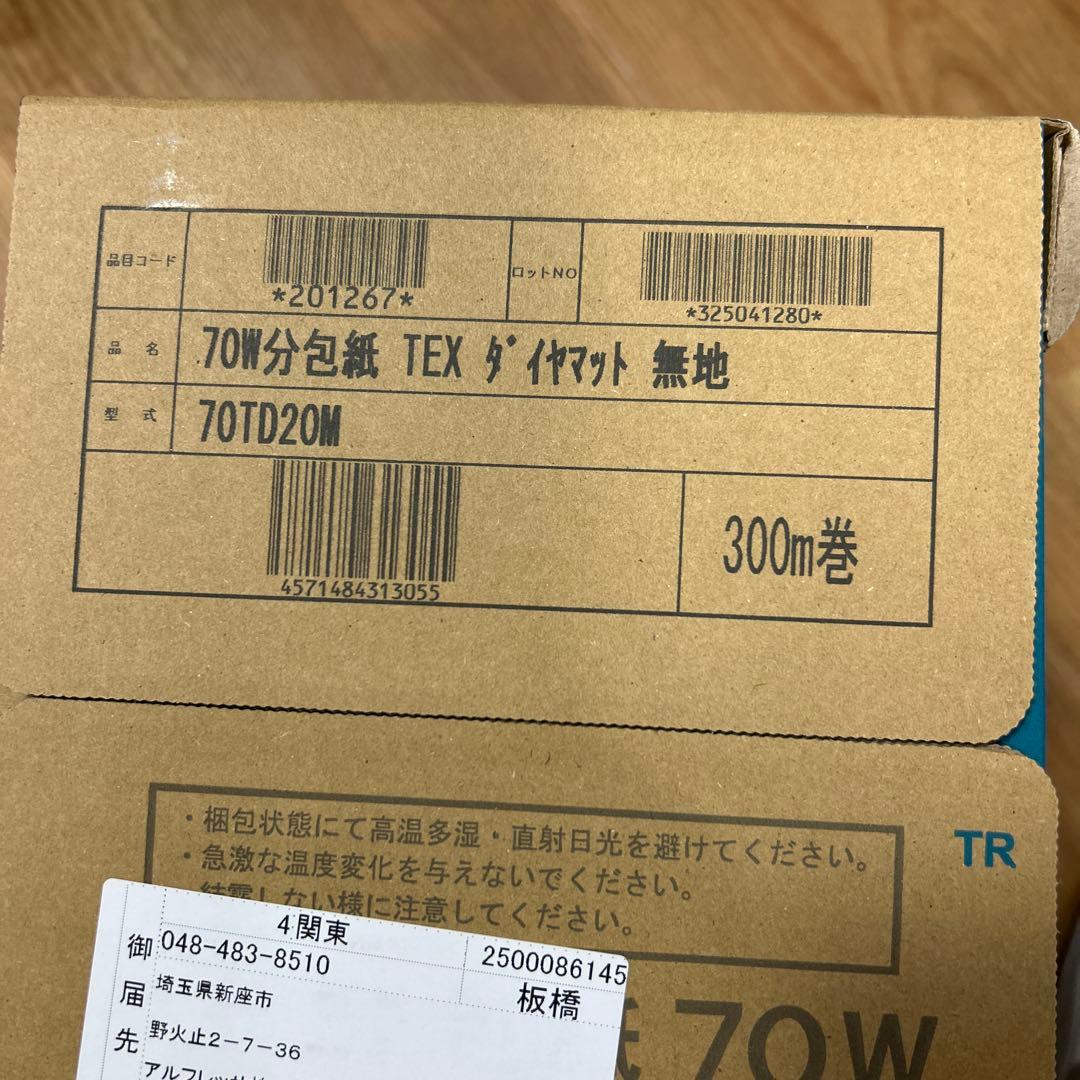 品目コード
*201267*
ロットNO
*325041280*
品名
70W分包紙 TEX ﾀﾞｲﾔﾏｯﾄ 無地
型式
70TD20M
4571484313055
300m巻
・梱包状態にて高温多湿・直射日光を避けてください。
・急激な温度変化を与えないでください。
結露しない様に注意してください。
TR
4関東
御届先
048-483-8510
2500086145
板橋
埼玉県新座市
野火止2-7-36
アルフレッサ
70W